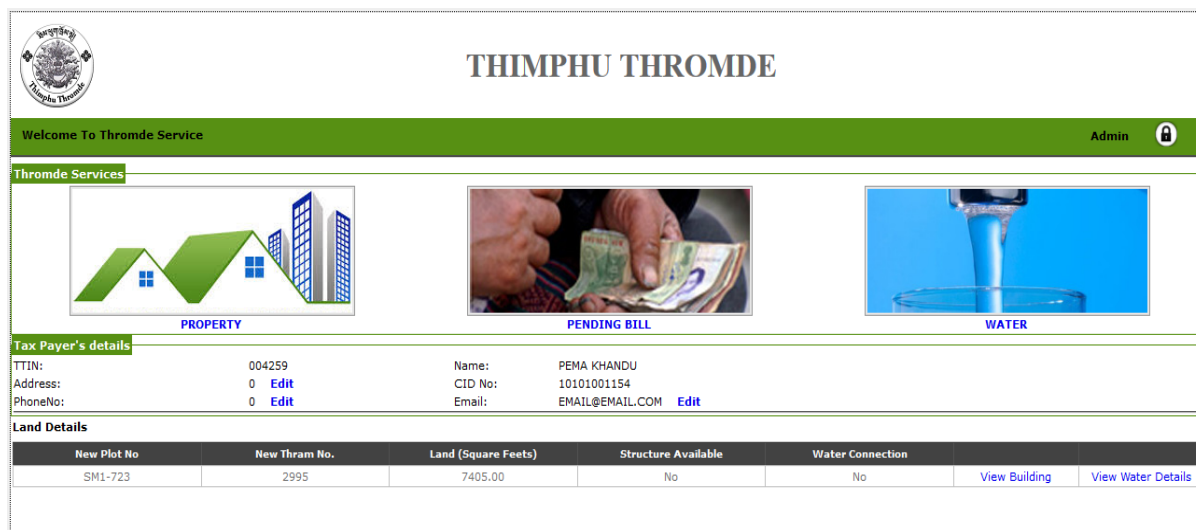 Thimphu Throm
THIMPHU THROMDE
Welcome To Thromde Service Admin
Thromde Services
PROPERTY PENDING BILL WATER
Tax Payer's details
TTIN: 004259 Name: PEMA KHANDU
Address: 0 Edit CID No: 10101001154
PhoneNo: 0 Edit Email: EMAIL@EMAIL.COM Edit
Land Details
New Plot No New Thram No. Land (Square Feets) Structure Available Water Connection
SM1-723 2995 7405.00 No No View Building View Water Details